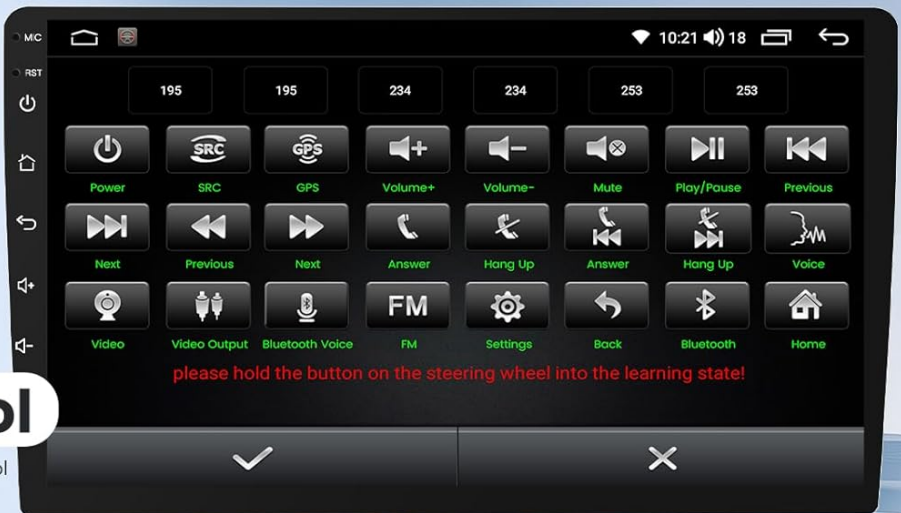 MIC
10:21 18
RST
195 195 234 234 253 253
SRC GPS
Power SRC GPS Volume+ Volume- Mute Play/Pause Previous
Next Previous Next Answer Hang Up Answer Hang Up Voice
FM
Video Video Output Bluetooth Voice FM Settings Back Bluetooth Home
please hold the button on the steering wheel into the learning state!
ol
ol